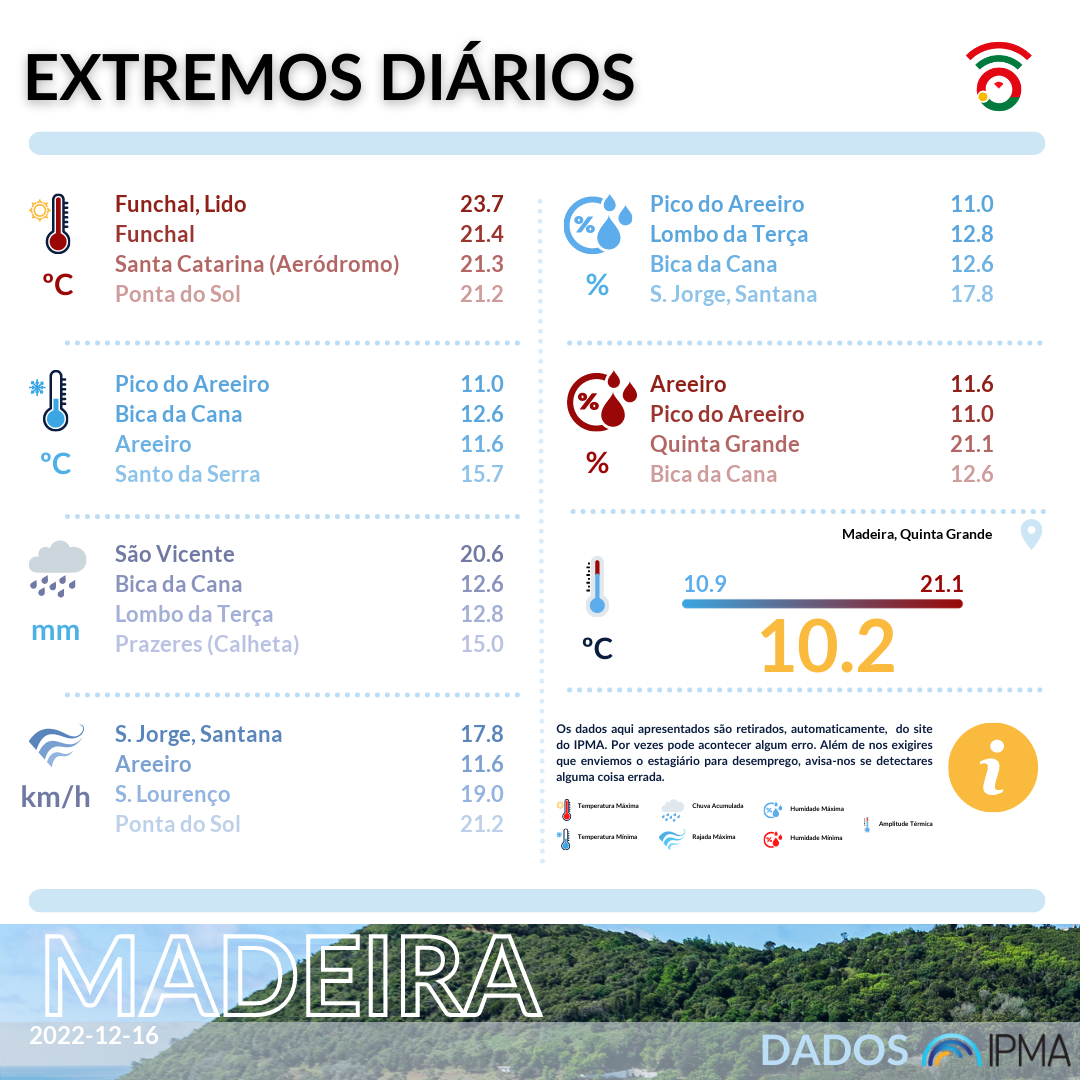 EXTREMOS DIÁRIOS
Funchal, Lido 23.7
Funchal 21.4
Santa Catarina (Aeródromo) 21.3
Ponta do Sol 21.2
ºC
Pico do Areeiro 11.0
Bica da Cana 12.6
Areeiro 11.6
Santo da Serra 15.7
ºC
São Vicente 20.6
Bica da Cana 12.6
Lombo da Terça 12.8
Prazeres (Calheta) 15.0
mm
S. Jorge, Santana 17.8
Areeiro 11.6
S. Lourenço 19.0
Ponta do Sol 21.2
km/h
%
Pico do Areeiro 11.0
Lombo da Terça 12.8
Bica da Cana 12.6
S. Jorge, Santana 17.8
%
%
Areeiro 11.6
Pico do Areeiro 11.0
Quinta Grande 21.1
Bica da Cana 12.6
%
Madeira, Quinta Grande
10.9 21.1
10.2
ºC
Os dados aqui apresentados são retirados, automaticamente, do site
do IPMA. Por vezes pode acontecer algum erro. Além de nos exigires
que enviemos o estagiário para desemprego, avisa-nos se detectares
alguma coisa errada.
i
Temperatura Máxima Chuva Acumulada Humidade Máxima
Amplitude Térmica
Temperatura Mínima Rajada Máxima Humidade Mínima
MADEIRA
2022-12-16
DADOS IPMA